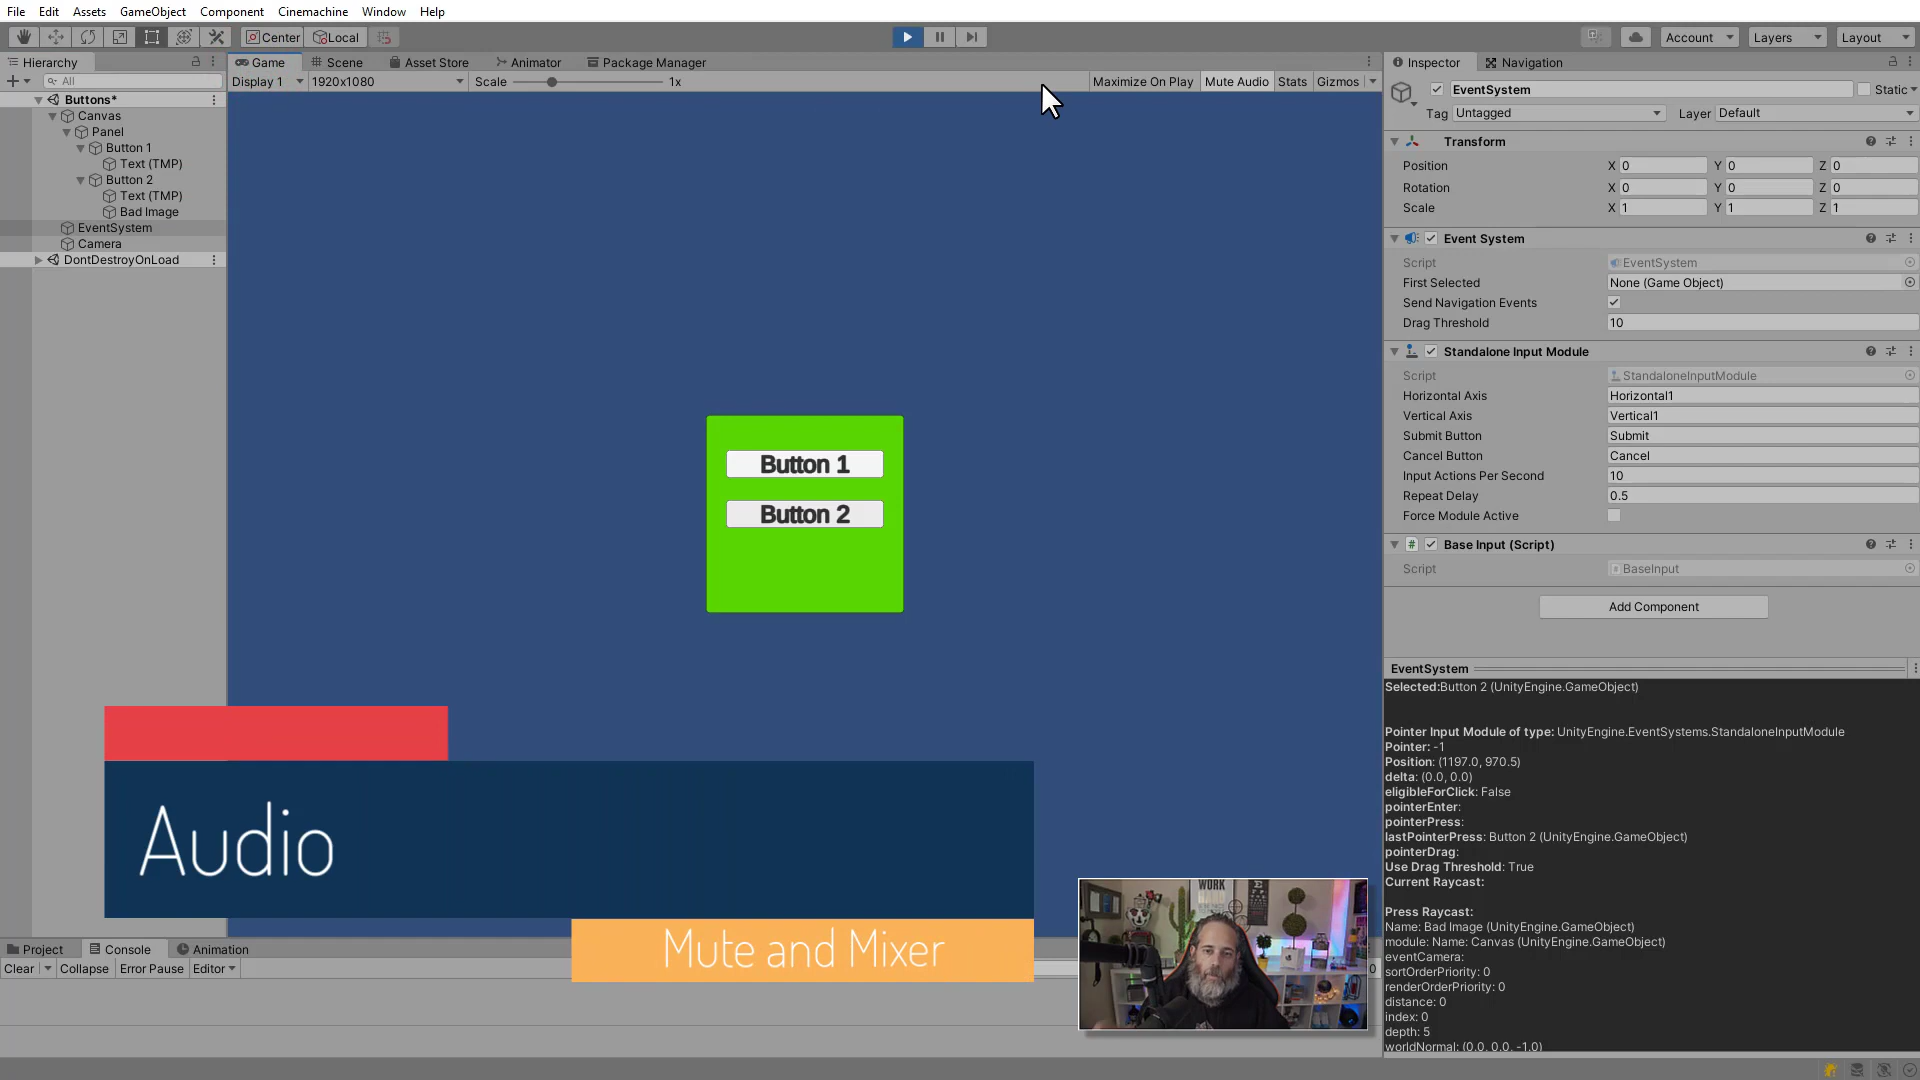 File Edit Assets GameObject Component Cinemachine Window Help
Center Local Account Layers Layout
Hierarchy Game Scene Asset Store Animator Package Manager Inspector Navigation
All Display 1 1920x1080 Scale 1x Maximize On Play Mute Audio Stats Gizmos
EventSystem Static
Tag Untagged Layer Default
Buttons*
Canvas
Panel
Button 1
Text (TMP)
Button 2
Text (TMP)
Bad Image
EventSystem
Camera
DontDestroyOnLoad
Button 1
Button 2
Transform
Position X 0 Y 0 Z 0
Rotation X 0 Y 0 Z 0
Scale X 1 Y 1 Z 1
Event System
Script EventSystem
First Selected None (Game Object)
Send Navigation Events
Drag Threshold 10
Standalone Input Module
Script StandaloneInputModule
Horizontal Axis Horizontal1
Vertical Axis Vertical1
Submit Button Submit
Cancel Button Cancel
Input Actions Per Second 10
Repeat Delay 0.5
Force Module Active
Base Input (Script)
Script BaseInput
Add Component
EventSystem
Selected:Button 2 (UnityEngine.GameObject)
Pointer Input Module of type: UnityEngine.EventSystems.StandaloneInputModule
Pointer: -1
Position: (1197.0, 970.5)
delta: (0.0, 0.0)
eligibleForClick: False
pointerEnter:
pointerPress:
lastPointerPress: Button 2 (UnityEngine.GameObject)
pointerDrag:
Use Drag Threshold: True
Current Raycast:
Press Raycast:
Name: Bad Image (UnityEngine.GameObject)
module: Name: Canvas (UnityEngine.GameObject)
eventCamera:
sortOrderPriority: 0
renderOrderPriority: 0
distance: 0
index: 0
depth: 5
worldNormal: (0.0, 0.0, -1.0)
Audio
Mute and Mixer
WORK
Project Console Animation
Clear Collapse Error Pause Editor 0